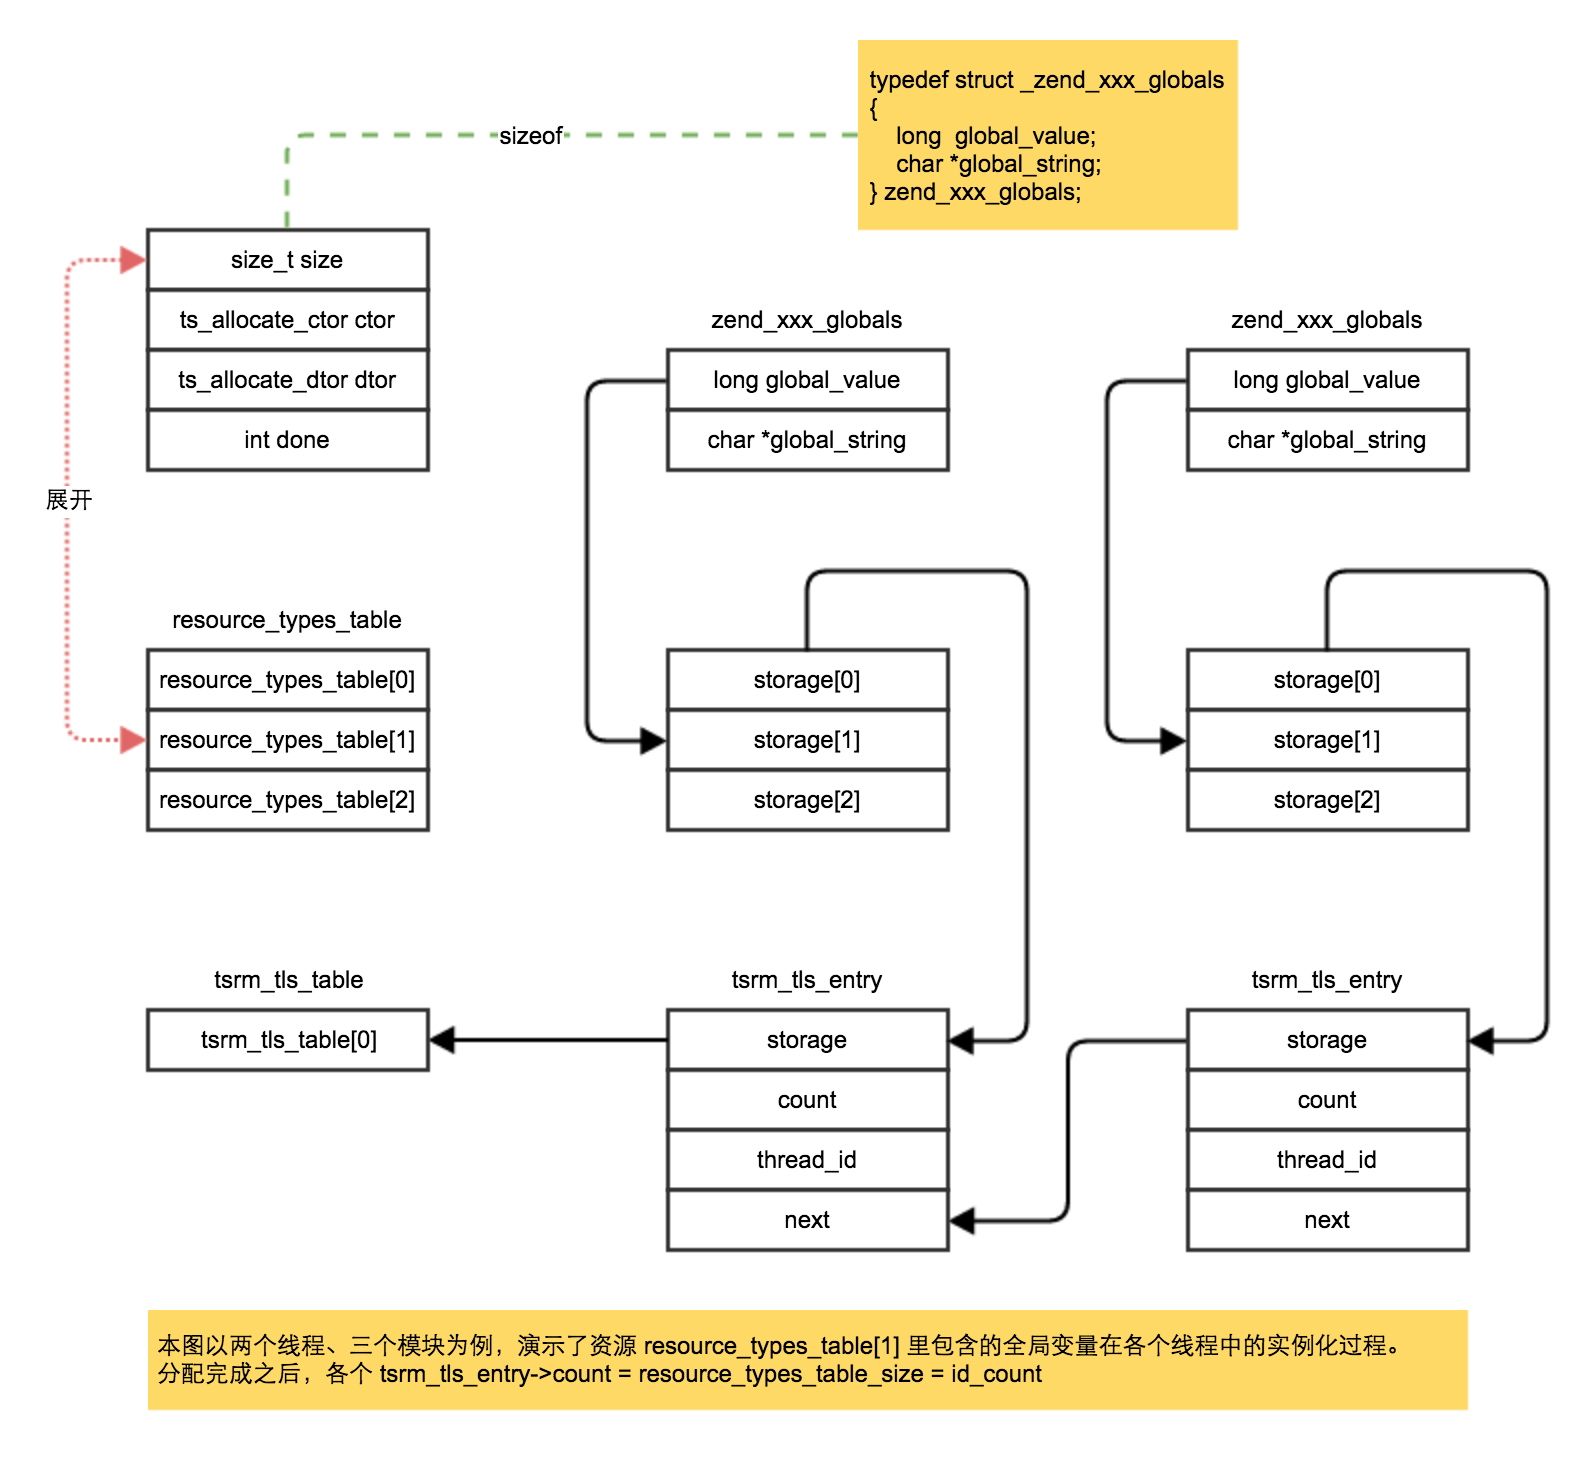 typedef struct _zend_xxx_globals
{
long  global_value;
char *global_string;
} zend_xxx_globals;
sizeof
size_t size
ts_allocate_ctor ctor
ts_allocate_dtor dtor
int done
展开
zend_xxx_globals
long global_value
char *global_string
zend_xxx_globals
long global_value
char *global_string
resource_types_table
resource_types_table[0]
resource_types_table[1]
resource_types_table[2]
storage[0]
storage[1]
storage[2]
storage[0]
storage[1]
storage[2]
tsrm_tls_table
tsrm_tls_table[0]
tsrm_tls_entry
storage
count
thread_id
next
tsrm_tls_entry
storage
count
thread_id
next
本图以两个线程、三个模块为例，演示了资源 resource_types_table[1] 里包含的全局变量在各个线程中的实例化过程。
分配完成之后，各个 tsrm_tls_entry->count = resource_types_table_size = id_count